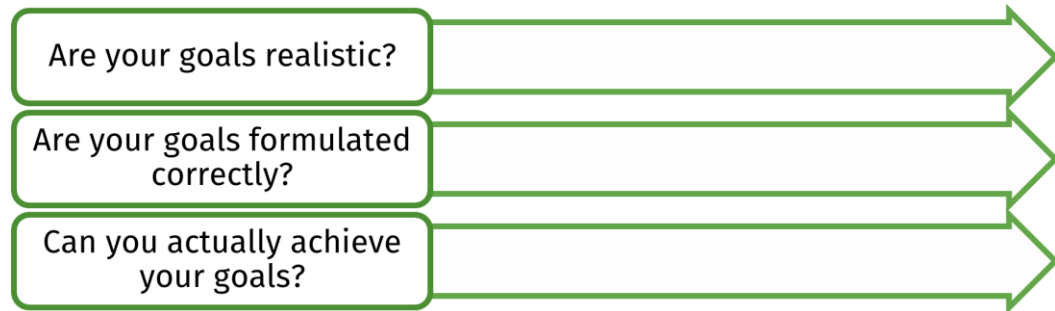 Are your goals realistic?
Are your goals formulated
correctly?
Can you actually achieve
your goals?